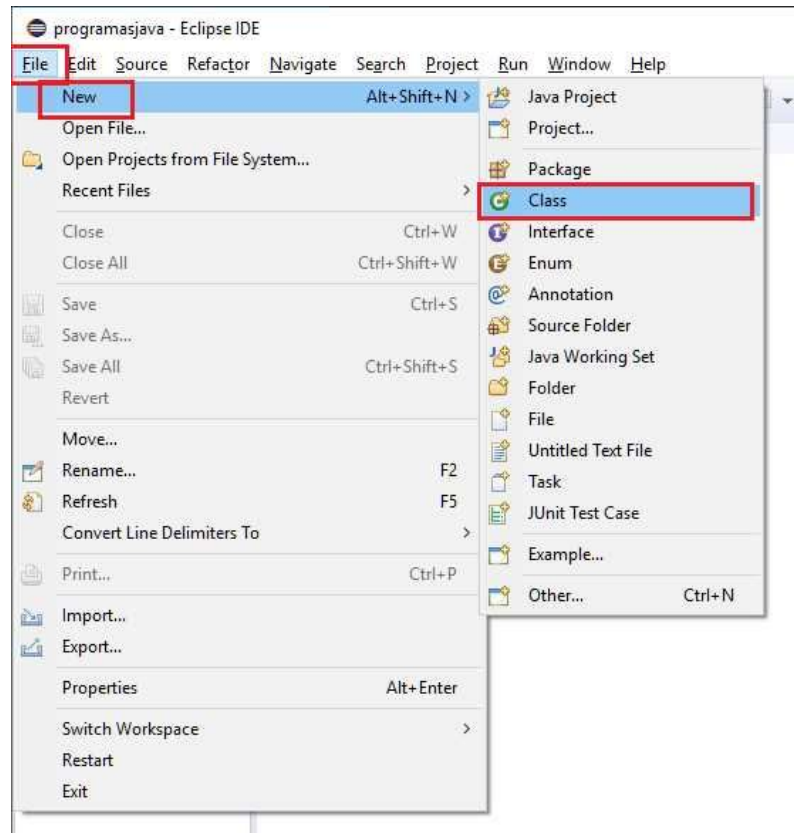 programasjava - Eclipse IDE
File Edit Source Refactor Navigate Search Project Run Window Help
New Alt+Shift+N >
Open File...
Open Projects from File System...
Recent Files >
Close Ctrl+W
Close All Ctrl+Shift+W
Save Ctrl+S
Save As...
Save All Ctrl+Shift+S
Revert
Move...
Rename... F2
Refresh F5
Convert Line Delimiters To >
Print... Ctrl+P
Import...
Export...
Properties Alt+Enter
Switch Workspace >
Restart
Exit
Java Project
Project...
Package
Class
Interface
Enum
Annotation
Source Folder
Java Working Set
Folder
File
Untitled Text File
Task
JUnit Test Case
Example...
Other... Ctrl+N